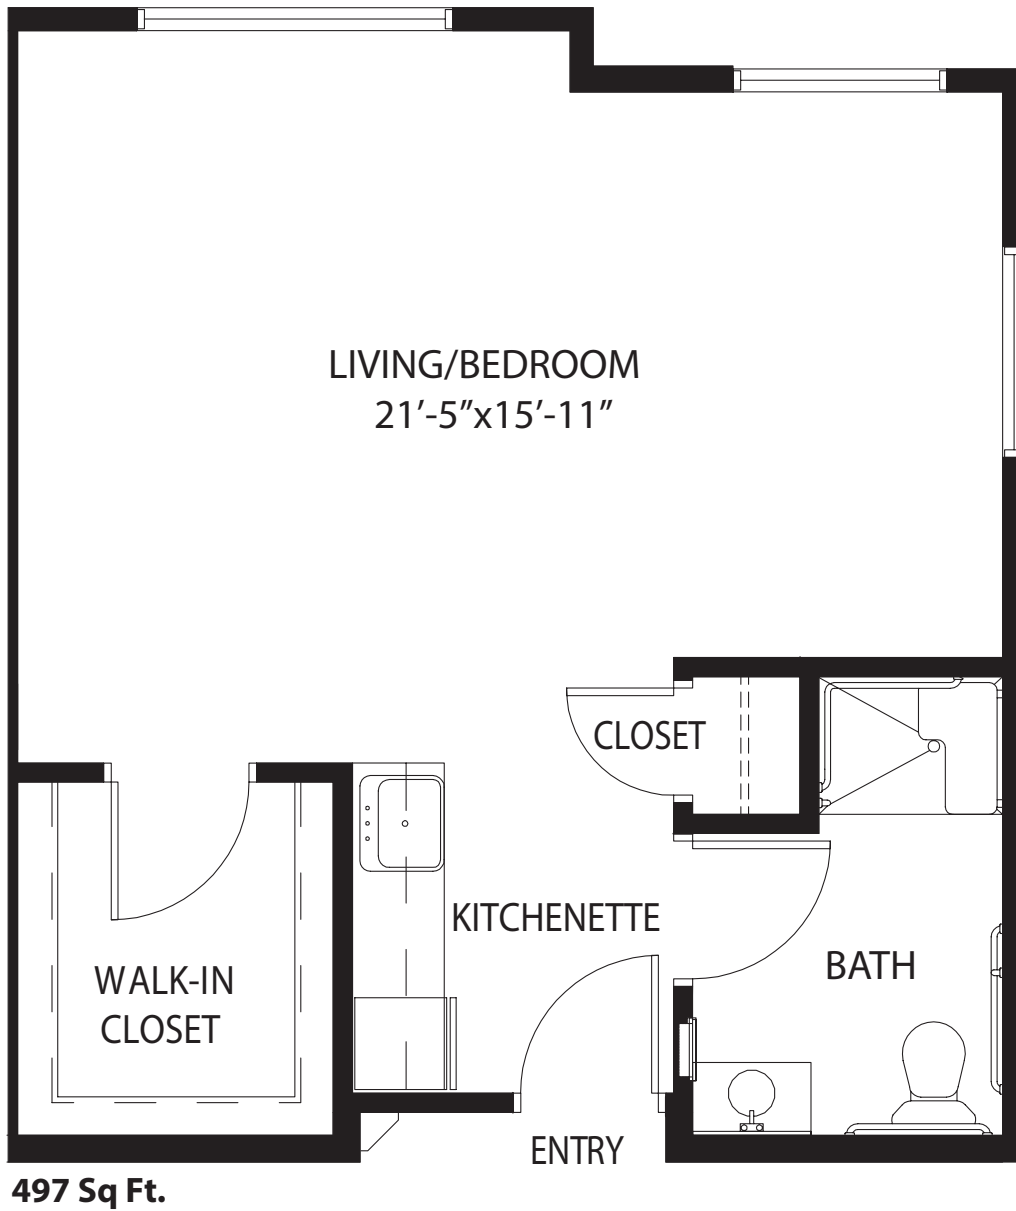 LIVING/BEDROOM
21’-5”x15’-11”
CLOSET
KITCHENETTE
BATH
WALK-IN
CLOSET
ENTRY
497 Sq Ft.